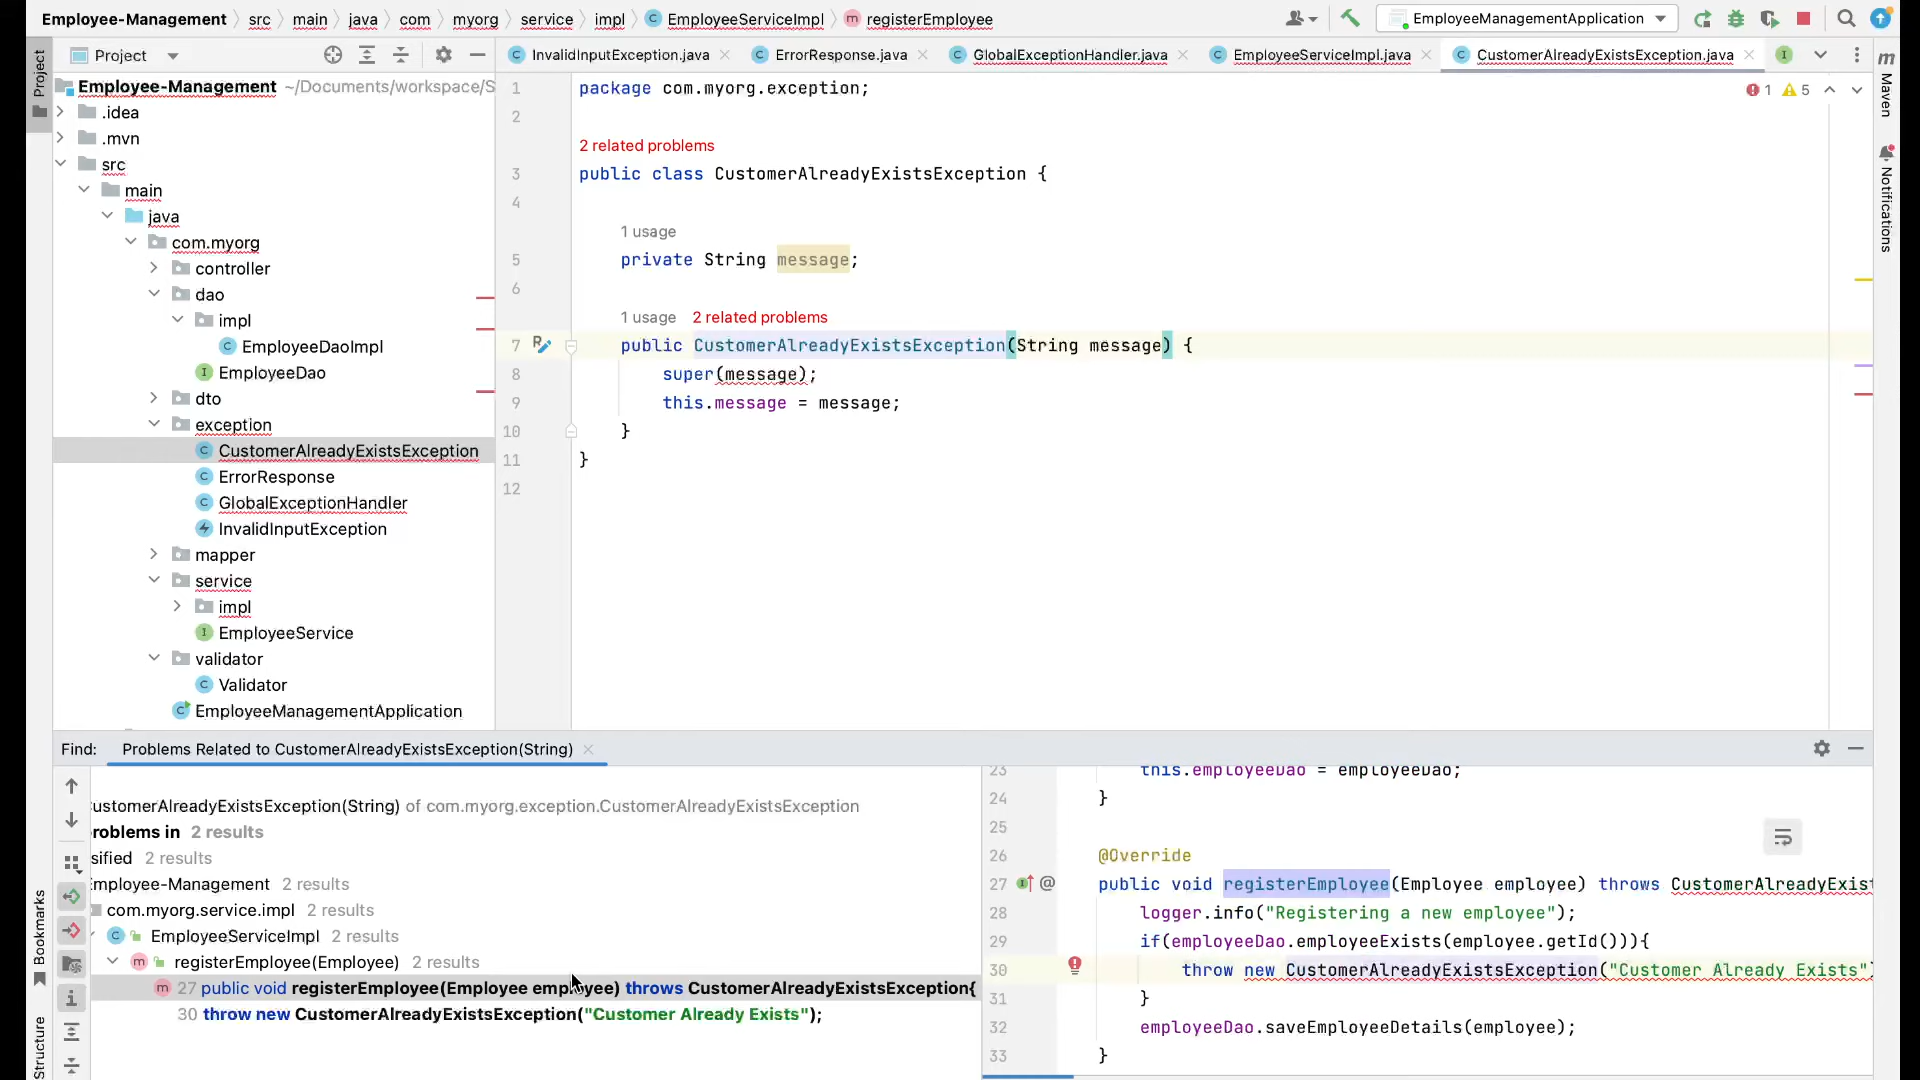 Employee-Management src main java com myorg service impl EmployeeServiceImpl registerEmployee EmployeeManagementApplication
Project Project InvalidInputException.java ErrorResponse.java GlobalExceptionHandler.java EmployeeServiceImpl.java CustomerAlreadyExistsException.java
Employee-Management ~/Documents/workspace/S
.idea
.mvn
src
main
java
com.myorg
controller
dao
impl
EmployeeDaoImpl
EmployeeDao
dto
exception
CustomerAlreadyExistsException
ErrorResponse
GlobalExceptionHandler
InvalidInputException
mapper
service
impl
EmployeeService
validator
Validator
EmployeeManagementApplication
1 package com.myorg.exception;
1 5
2
2 related problems
3 public class CustomerAlreadyExistsException {
4
1 usage
5 private String message;
6
1 usage 2 related problems
7 public CustomerAlreadyExistsException(String message) {
8 super(message);
9 this.message = message;
10 }
11 }
12
Maven
Notifications
Find: Problems Related to CustomerAlreadyExistsException(String)
ustomerAlreadyExistsException(String) of com.myorg.exception.CustomerAlreadyExistsException
roblems in 2 results
sified 2 results
Employee-Management 2 results
com.myorg.service.impl 2 results
EmployeeServiceImpl 2 results
registerEmployee(Employee) 2 results
27 public void registerEmployee(Employee employee) throws CustomerAlreadyExistsException{
30 throw new CustomerAlreadyExistsException("Customer Already Exists");
23 this.employeeDao = employeeDao;
24 }
25
26 @Override
27 public void registerEmployee(Employee employee) throws CustomerAlreadyExist
28 logger.info("Registering a new employee");
29 if(employeeDao.employeeExists(employee.getId())){
30 throw new CustomerAlreadyExistsException("Customer Already Exists")
31 }
32 employeeDao.saveEmployeeDetails(employee);
33 }
Bookmarks
Structure